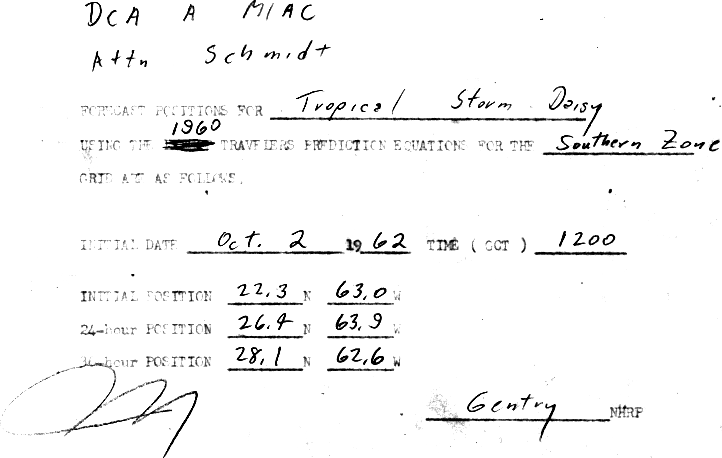 DCA A MIAC
Attn Schmidt
FORECAST POSITIONS FOR Tropical Storm Daisy
USING THE 1960 TRAVELERS PREDICTION EQUATIONS FOR THE Southern Zone
GRID ARE AS FOLLOWS.
INITIAL DATE Oct. 2 1962 TIME ( GCT ) 1200
INITIAL POSITION 22.3 N 63.0 W
24-hour POSITION 26.4 N 63.9 W
36-hour POSITION 28.1 N 62.6 W
Gentry NHRP